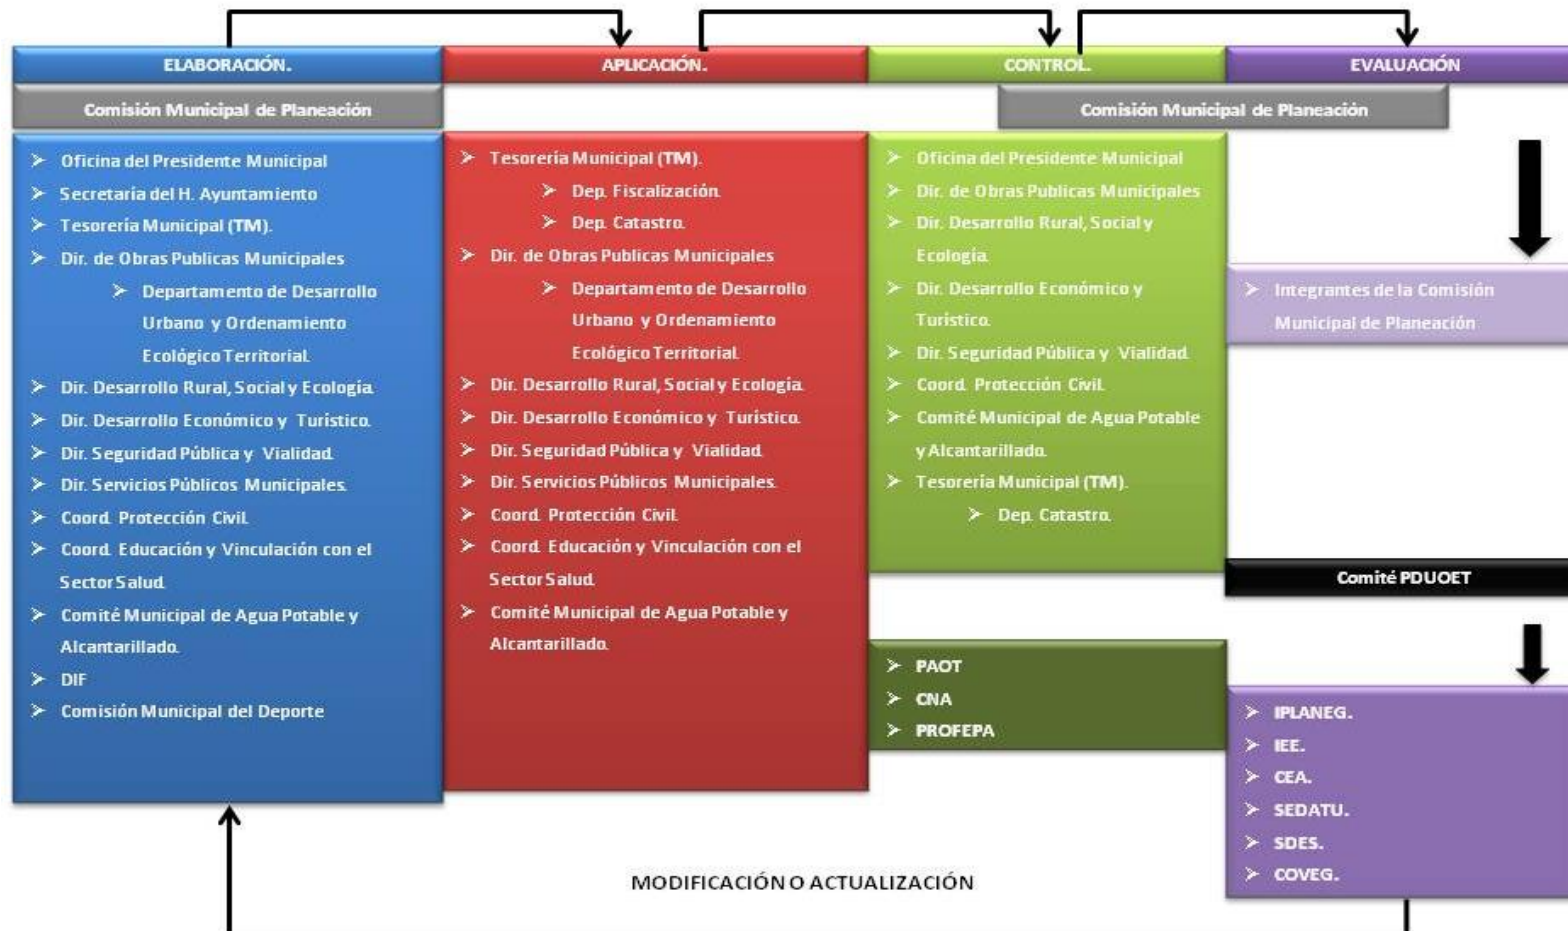 ELABORACIÓN.
APLICACIÓN.
CONTROL.
EVALUACIÓN
Comisión Municipal de Planeación
Comisión Municipal de Planeación
Oficina del Presidente Municipal
Secretaría del H. Ayuntamiento
Tesorería Municipal (TM).
Dir. de Obras Publicas Municipales
Departamento de Desarrollo
Urbano y Ordenamiento
Ecológico Territorial.
Dir. Desarrollo Rural, Social y Ecología.
Dir. Desarrollo Económico y Turístico.
Dir. Seguridad Pública y Vialidad.
Dir. Servicios Públicos Municipales.
Coord. Protección Civil.
Coord. Educación y Vinculación con el
Sector Salud.
Comité Municipal de Agua Potable y
Alcantarillado.
DIF
Comisión Municipal del Deporte
Tesorería Municipal (TM).
Dep. Fiscalización.
Dep. Catastro.
Dir. de Obras Publicas Municipales
Departamento de Desarrollo
Urbano y Ordenamiento
Ecológico Territorial.
Dir. Desarrollo Rural, Social y Ecología.
Dir. Desarrollo Económico y Turístico.
Dir. Seguridad Pública y Vialidad.
Dir. Servicios Públicos Municipales.
Coord. Protección Civil.
Coord. Educación y Vinculación con el
Sector Salud.
Comité Municipal de Agua Potable y
Alcantarillado.
Oficina del Presidente Municipal
Dir. de Obras Publicas Municipales
Dir. Desarrollo Rural, Social y
Ecología.
Dir. Desarrollo Económico y
Turístico.
Dir. Seguridad Pública y Vialidad.
Coord. Protección Civil.
Comité Municipal de Agua Potable
y Alcantarillado.
Tesorería Municipal (TM).
Dep. Catastro.
PAOT
CNA
PROFEPA
Integrantes de la Comisión
Municipal de Planeación
Comité PDUOET
IPLANEG.
IEE.
CEA.
SEDATU.
SDES.
COVEG.
MODIFICACIÓN O ACTUALIZACIÓN